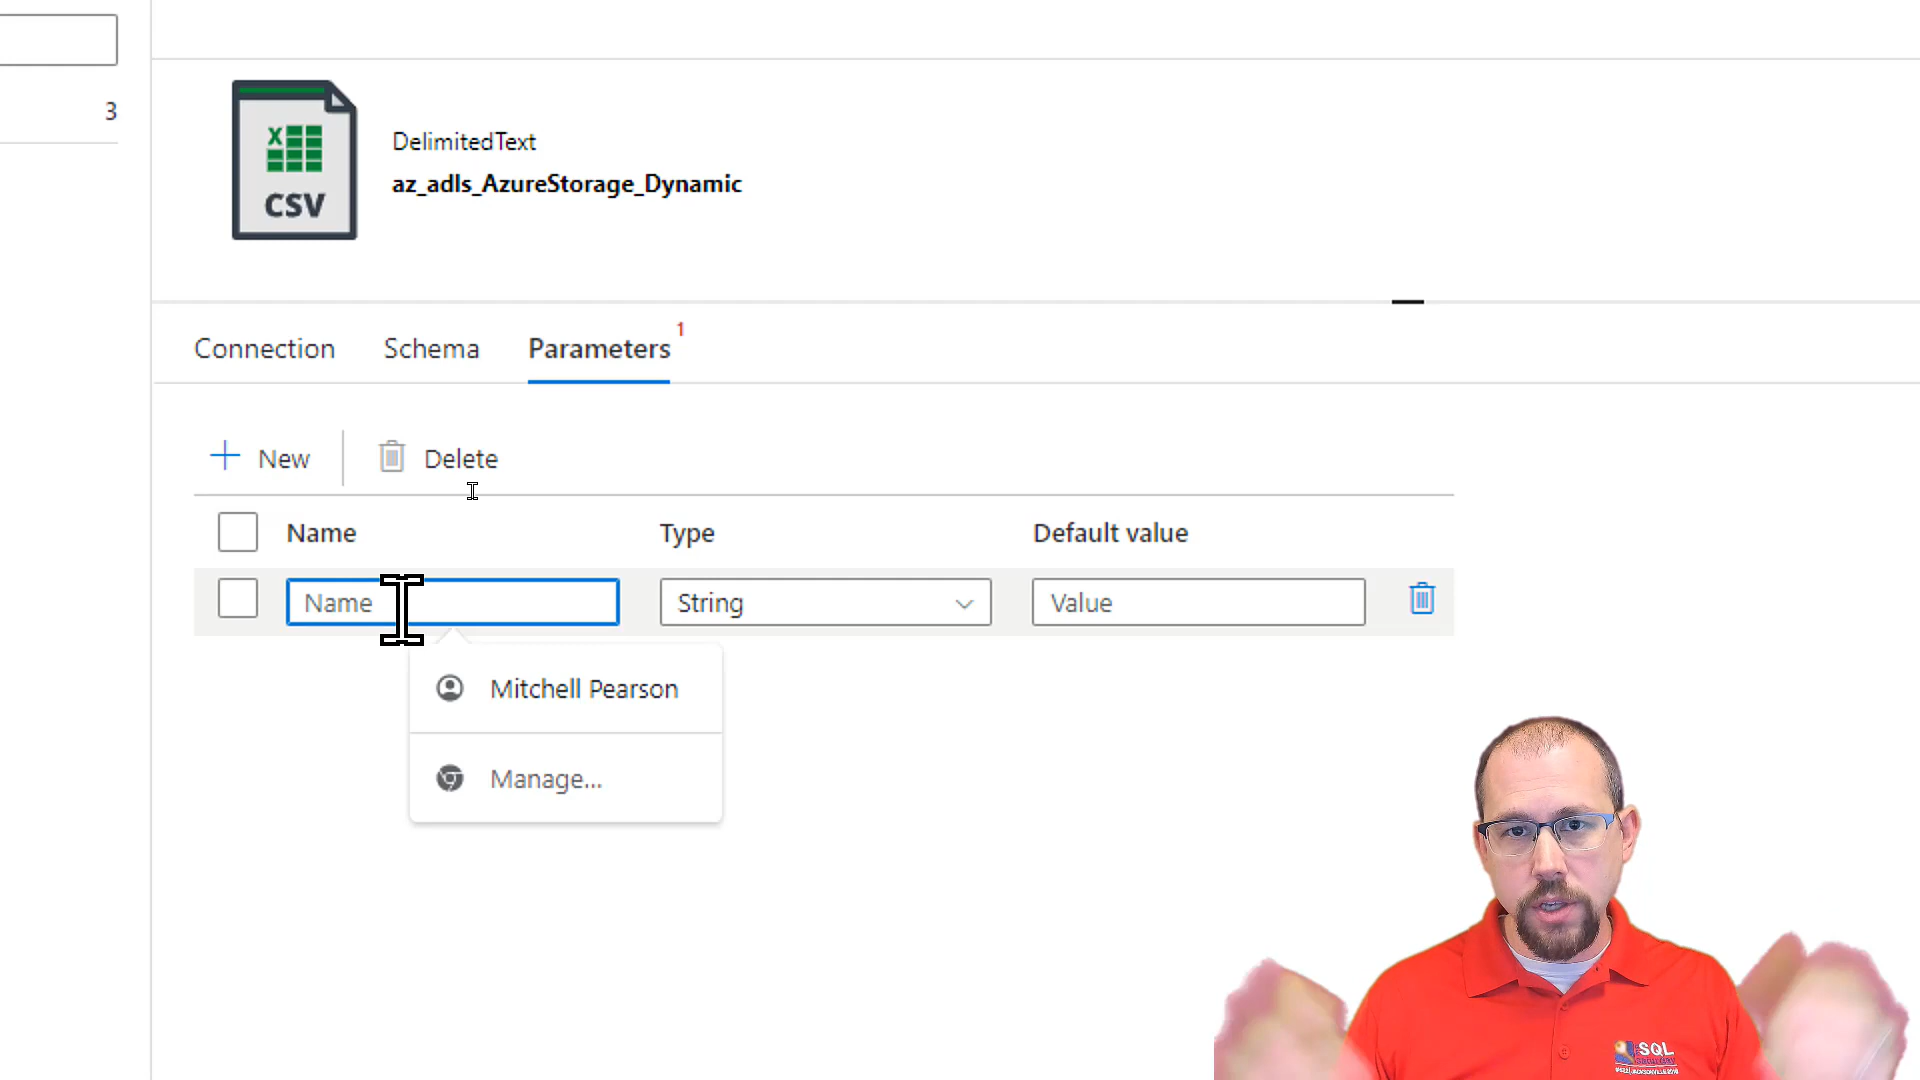 3
X
CSV
DelimitedText
az_adls_AzureStorage_Dynamic
Connection
Schema
Parameters
1
New
Delete
Name
Type
Default value
Name
String
Value
Mitchell Pearson
Manage...
SQL